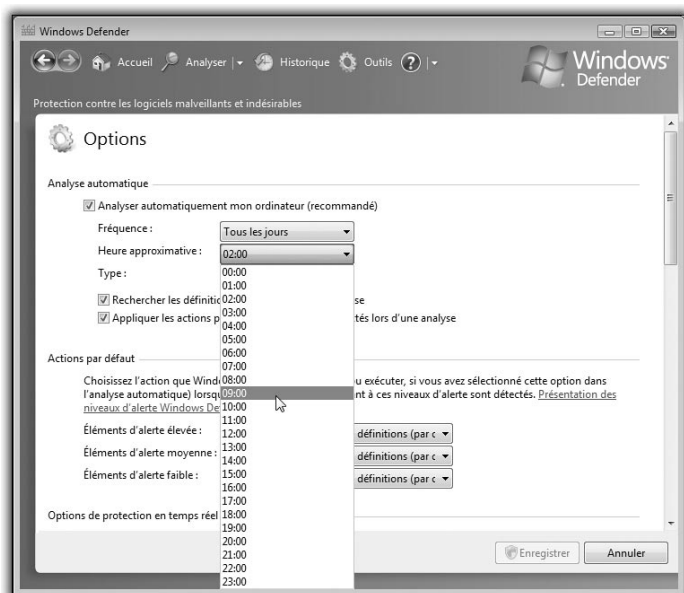 Windows Defender
Accueil Analyser Historique Outils ?
Windows
Defender
Protection contre les logiciels malveillants et indésirables
Options
Analyse automatique
Analyser automatiquement mon ordinateur (recommandé)
Fréquence : Tous les jours
Heure approximative : 02:00
Type :
00:00
01:00
02:00
03:00
04:00
05:00
06:00
07:00
08:00
09:00
10:00
11:00
12:00
13:00
14:00
15:00
16:00
17:00
18:00
19:00
20:00
21:00
22:00
23:00
Rechercher les se
Appliquer les actions lors d'une analyse
Actions par défaut
Choisissez l'action que exécuter, si vous avez sélectionné cette option dans
l'analyse automatique) à ces niveaux d'alerte sont détectés. Présentation des
niveaux d'alerte Windows
Éléments d'alerte élevée : définitions (par
Éléments d'alerte moyenne : définitions (par
Éléments d'alerte faible : définitions (par
Options de protection en temps réel
Enregistrer Annuler